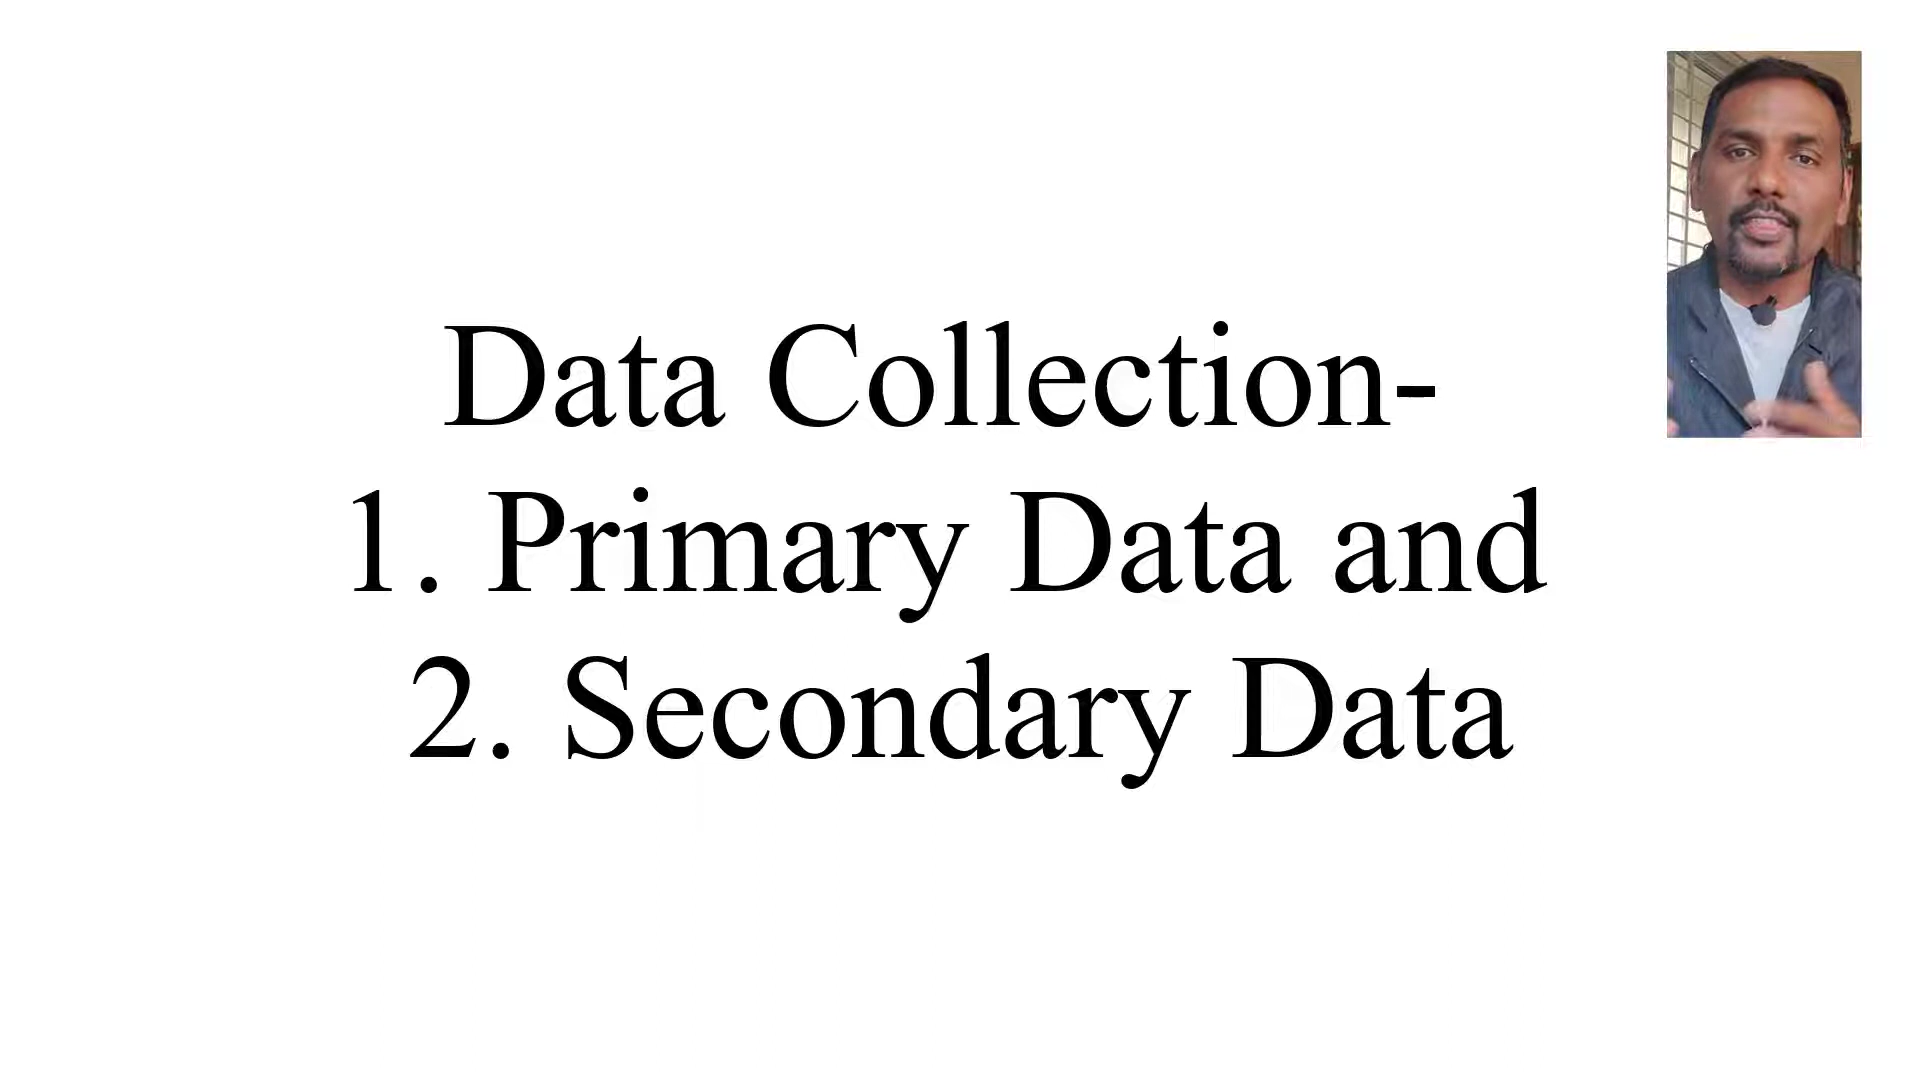 Data Collection-
1. Primary Data and
2. Secondary Data